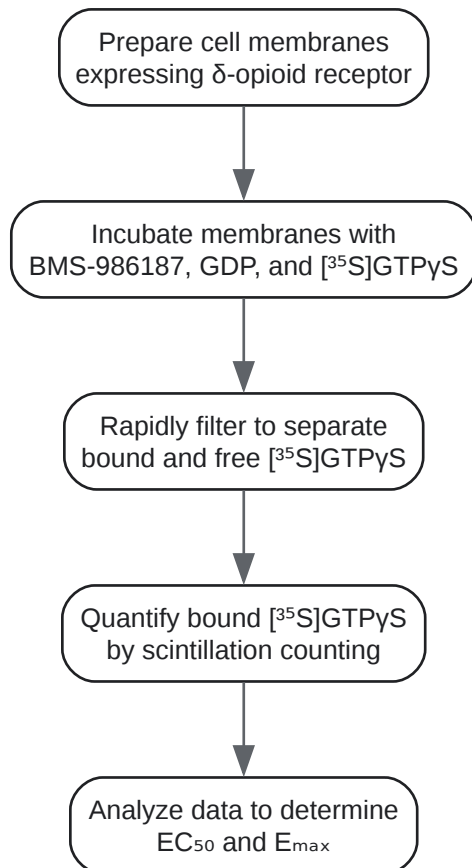 Prepare cell membranes
expressing δ-opioid receptor
Incubate membranes with
BMS-986187, GDP, and [³⁵S]GTPγS
Rapidly filter to separate
bound and free [³⁵S]GTPγS
Quantify bound [³⁵S]GTPγS
by scintillation counting
Analyze data to determine
EC₅₀ and Eₘₐₓ